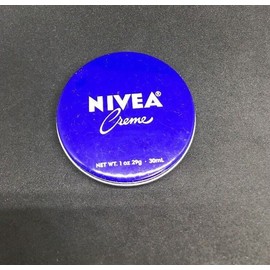 NIVEA®
Creme
NET WT. 1 oz 29g • 30mL